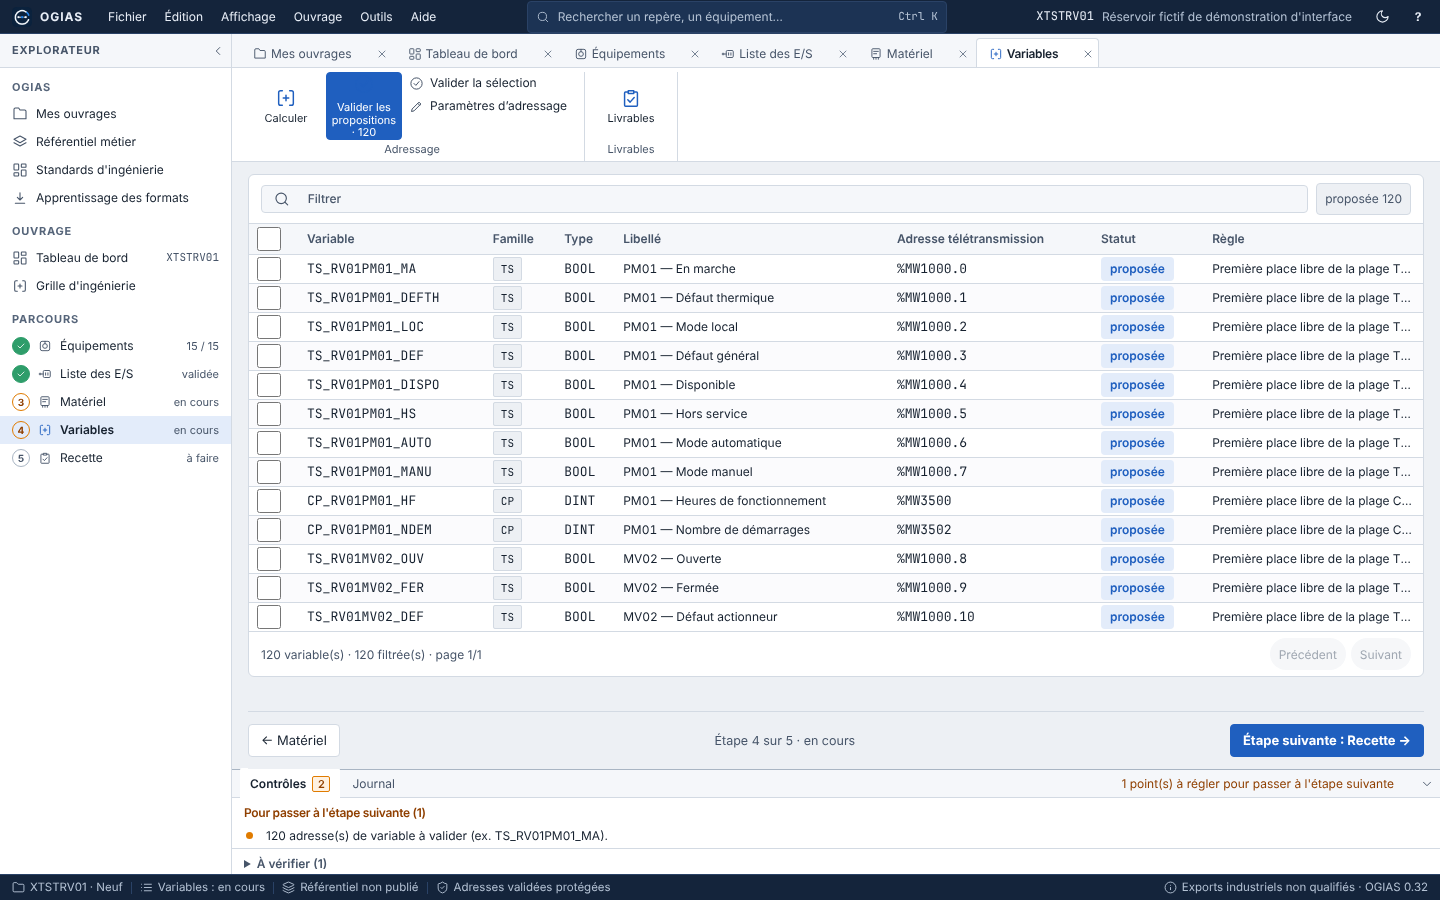 OGIAS
Fichier Édition Affichage Ouvrage Outils Aide
Rechercher un repère, un équipement... Ctrl K
XTSTRV01 Réservoir fictif de démonstration d'interface ?
EXPLORATEUR
Mes ouvrages Tableau de bord Équipements Liste des E/S Matériel Variables
OGIAS
Mes ouvrages
Référentiel métier
Standards d'ingénierie
Apprentissage des formats
OUVRAGE
Tableau de bord XTSTRV01
Grille d'ingénierie
PARCOURS
Équipements 15 / 15
Liste des E/S validée
3 Matériel en cours
4 Variables en cours
5 Recette à faire
Calculer
Valider les
propositions
· 120
Valider la sélection
Paramètres d'adressage
Adressage
Livrables
Livrables
Filtrer
proposée 120
Variable Famille Type Libellé Adresse télétransmission Statut Règle
TS_RV01PM01_MA TS BOOL PM01 — En marche %MW1000.0 proposée Première place libre de la plage T...
TS_RV01PM01_DEFTH TS BOOL PM01 — Défaut thermique %MW1000.1 proposée Première place libre de la plage T...
TS_RV01PM01_LOC TS BOOL PM01 — Mode local %MW1000.2 proposée Première place libre de la plage T...
TS_RV01PM01_DEF TS BOOL PM01 — Défaut général %MW1000.3 proposée Première place libre de la plage T...
TS_RV01PM01_DISPO TS BOOL PM01 — Disponible %MW1000.4 proposée Première place libre de la plage T...
TS_RV01PM01_HS TS BOOL PM01 — Hors service %MW1000.5 proposée Première place libre de la plage T...
TS_RV01PM01_AUTO TS BOOL PM01 — Mode automatique %MW1000.6 proposée Première place libre de la plage T...
TS_RV01PM01_MANU TS BOOL PM01 — Mode manuel %MW1000.7 proposée Première place libre de la plage T...
CP_RV01PM01_HF CP DINT PM01 — Heures de fonctionnement %MW3500 proposée Première place libre de la plage C...
CP_RV01PM01_NDEM CP DINT PM01 — Nombre de démarrages %MW3502 proposée Première place libre de la plage C...
TS_RV01MV02_OUV TS BOOL MV02 — Ouverte %MW1000.8 proposée Première place libre de la plage T...
TS_RV01MV02_FER TS BOOL MV02 — Fermée %MW1000.9 proposée Première place libre de la plage T...
TS_RV01MV02_DEF TS BOOL MV02 — Défaut actionneur %MW1000.10 proposée Première place libre de la plage T...
120 variable(s) · 120 filtrée(s) · page 1/1
Précédent Suivant
← Matériel
Étape 4 sur 5 · en cours
Étape suivante : Recette →
Contrôles 2 Journal
1 point(s) à régler pour passer à l'étape suivante
Pour passer à l'étape suivante (1)
120 adresse(s) de variable à valider (ex. TS_RV01PM01_MA).
À vérifier (1)
XTSTRV01 · Neuf Variables : en cours Référentiel non publié Adresses validées protégées
Exports industriels non qualifiés · OGIAS 0.32